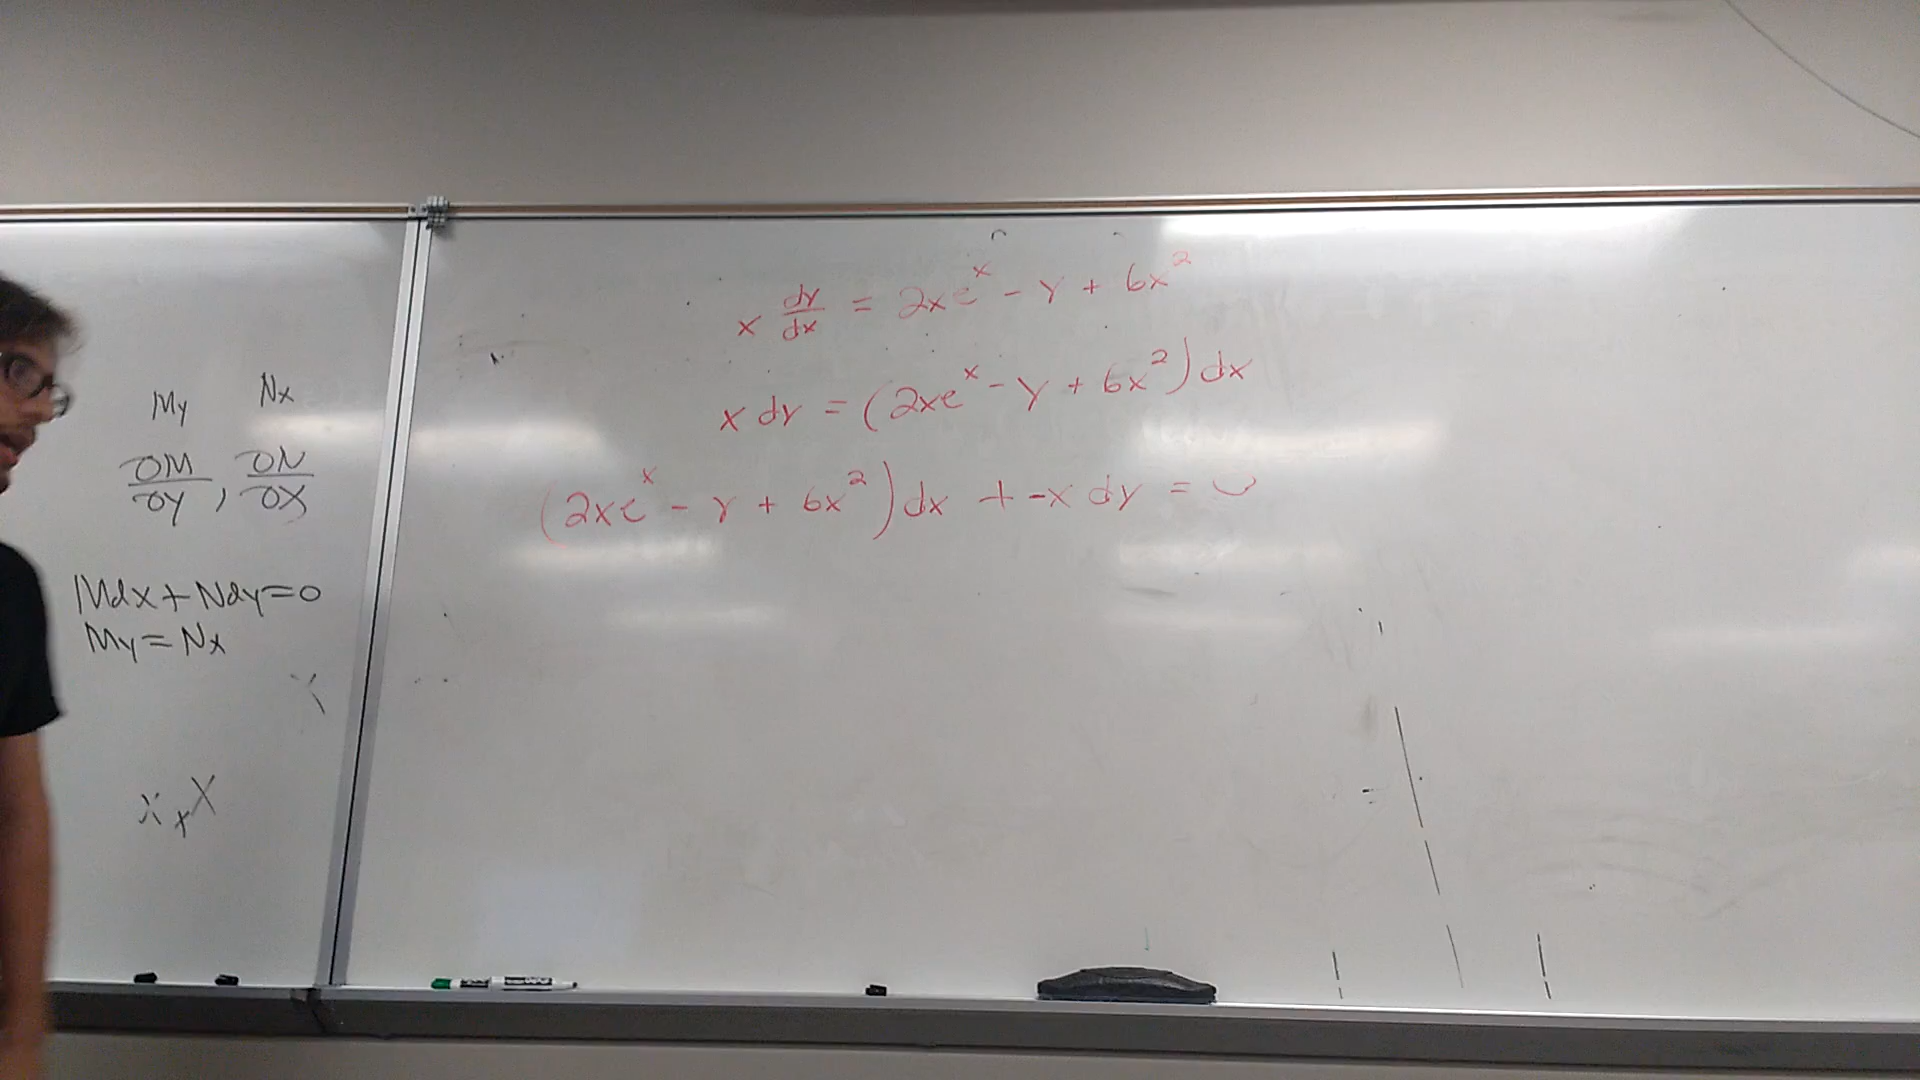 My Nx
∂M/∂y, ∂N/∂x
Mdx + Ndy = 0
My = Nx
x dy/dx = 2xe^x - y + 6x^2
x dy = (2xe^x - y + 6x^2) dx
(2xe^x - y + 6x^2) dx + -x dy = 0